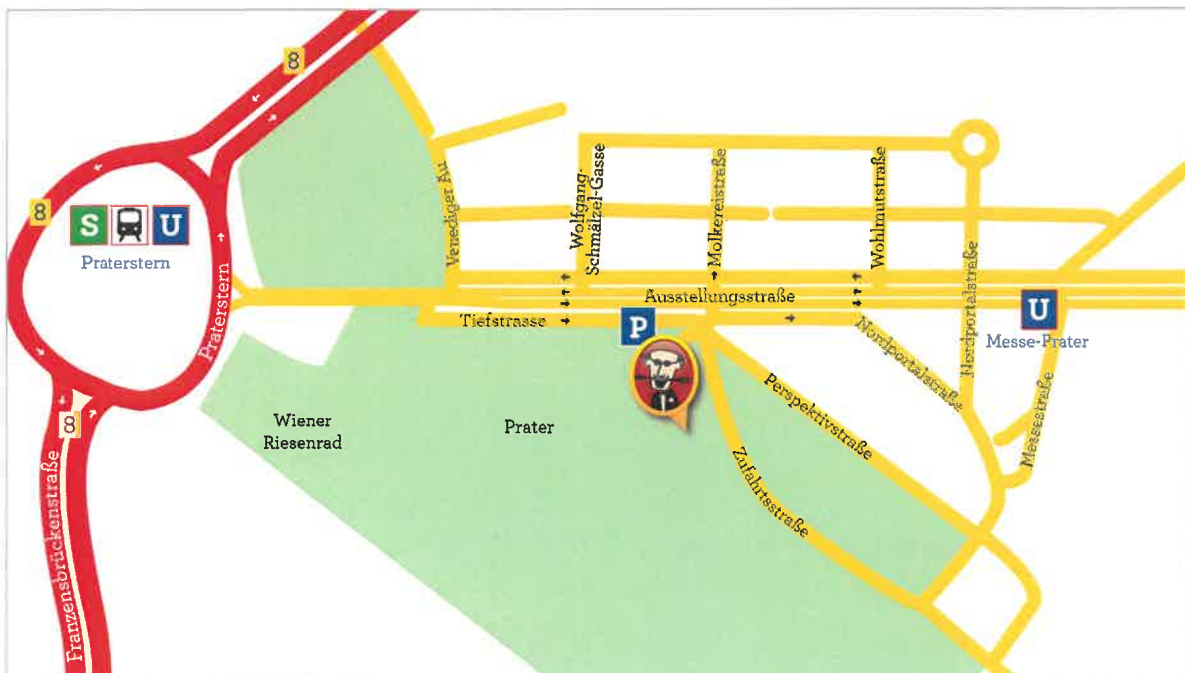 8
8
S
U
Praterstern
Praterstern
8
Franzensbrückenstraße
Venediger Au
Wolfgang-
Schmälzel-Gasse
Molkereistraße
Wohlmutstraße
Nordportalstraße
Ausstellungsstraße
Tiefstrasse
P
U
Messe-Prater
Nordportalstraße
Messestraße
Perspektivstraße
Zufahrtsstraße
Wiener
Riesenrad
Prater